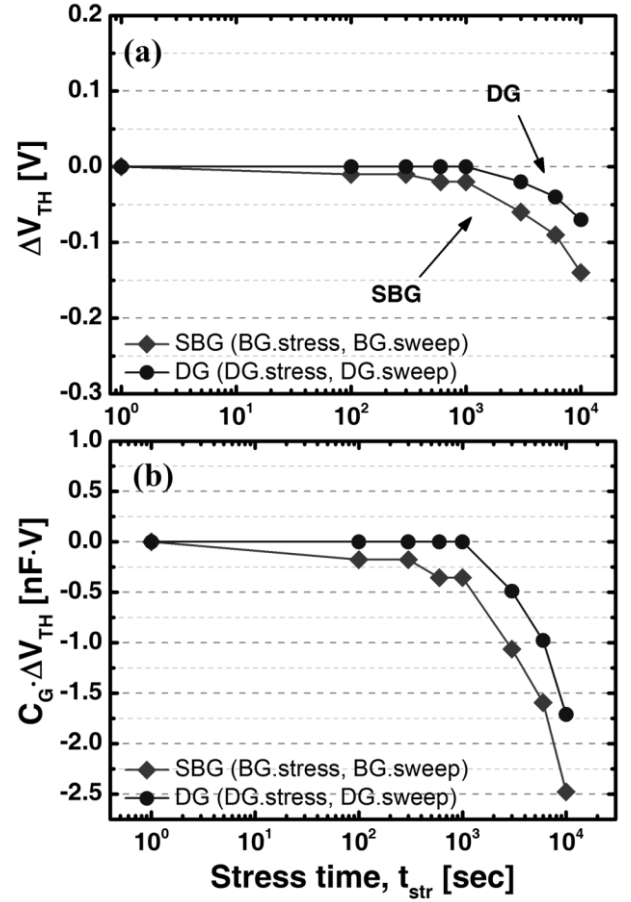 (a)
0.2
0.1
0.0
-0.1
-0.2
-0.3
ΔV_TH [V]
DG
SBG
SBG (BG.stress, BG.sweep)
DG (DG.stress, DG.sweep)
10^0 10^1 10^2 10^3 10^4
(b)
1.0
0.5
0.0
-0.5
-1.0
-1.5
-2.0
-2.5
C_G·ΔV_TH [nF·V]
SBG (BG.stress, BG.sweep)
DG (DG.stress, DG.sweep)
10^0 10^1 10^2 10^3 10^4
Stress time, t_str [sec]